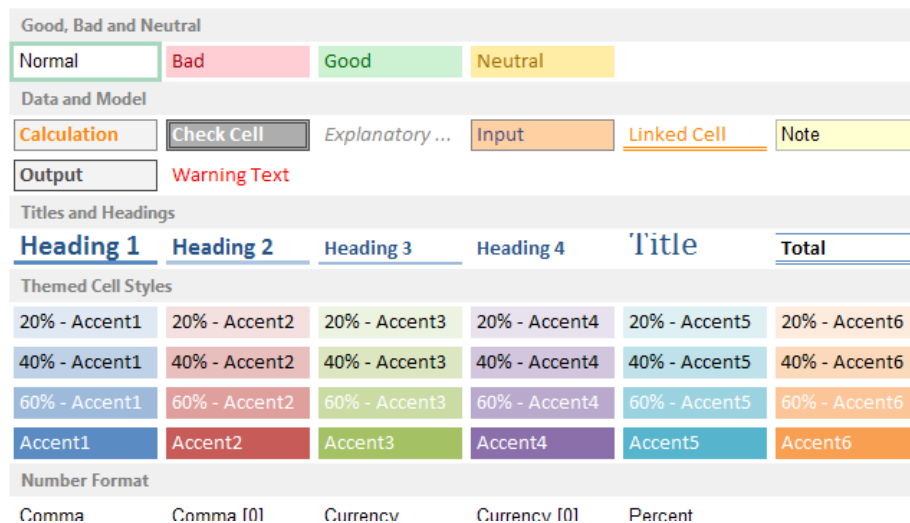 Good, Bad and Neutral
Normal Bad Good Neutral
Data and Model
Calculation Check Cell Explanatory ... Input Linked Cell Note
Output Warning Text
Titles and Headings
Heading 1 Heading 2 Heading 3 Heading 4 Title Total
Themed Cell Styles
20% - Accent1 20% - Accent2 20% - Accent3 20% - Accent4 20% - Accent5 20% - Accent6
40% - Accent1 40% - Accent2 40% - Accent3 40% - Accent4 40% - Accent5 40% - Accent6
60% - Accent1 60% - Accent2 60% - Accent3 60% - Accent4 60% - Accent5 60% - Accent6
Accent1 Accent2 Accent3 Accent4 Accent5 Accent6
Number Format
Comma Comma [0] Currency Currency [0] Percent